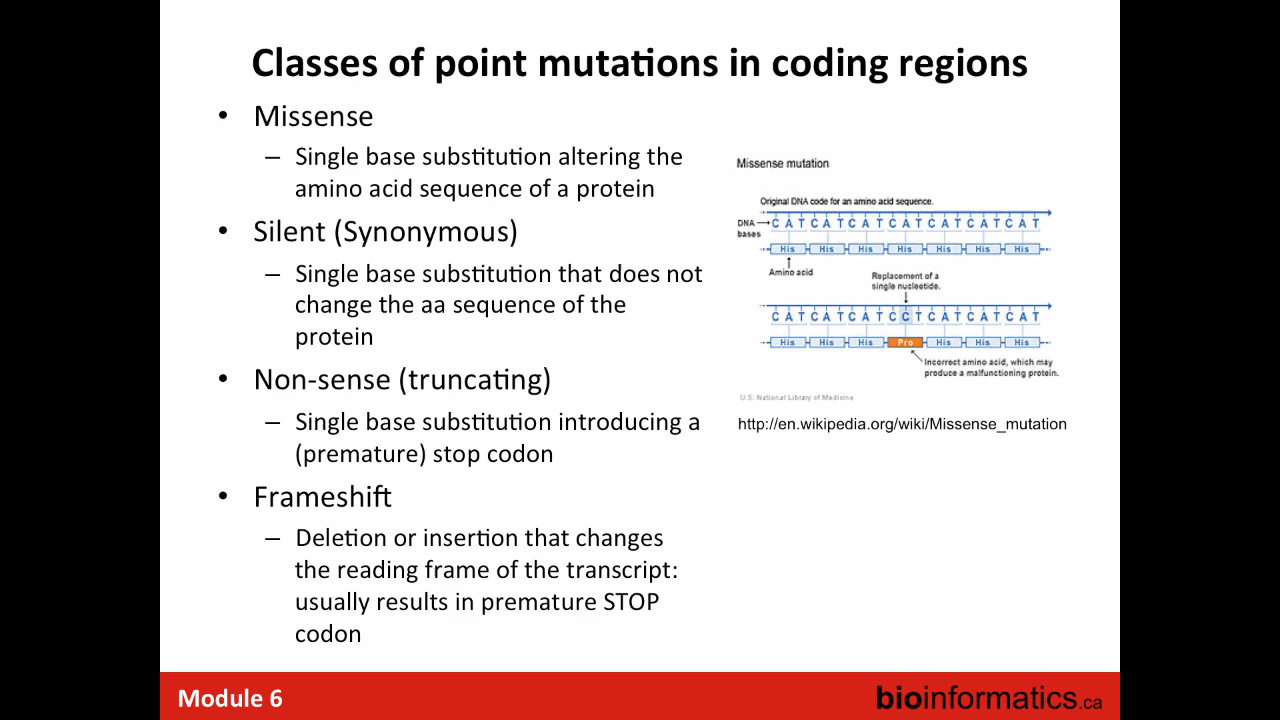 Classes of point mutations in coding regions
• Missense
– Single base substitution altering the
amino acid sequence of a protein
• Silent (Synonymous)
– Single base substitution that does not
change the aa sequence of the
protein
• Non-sense (truncating)
– Single base substitution introducing a
(premature) stop codon
• Frameshift
– Deletion or insertion that changes
the reading frame of the transcript:
usually results in premature STOP
codon
Missense mutation
Original DNA code for an amino acid sequence.
DNA
bases
C A T C A T C A T C A T C A T C A T C A T
His His His His His His His
Amino acid
Replacement of a
single nucleotide.
C A T C A T C A T C C T C A T C A T C A T
His His His Pro His His His
Incorrect amino acid, which may
produce a malfunctioning protein.
U.S. National Library of Medicine
http://en.wikipedia.org/wiki/Missense_mutation
Module 6
bioinformatics.ca